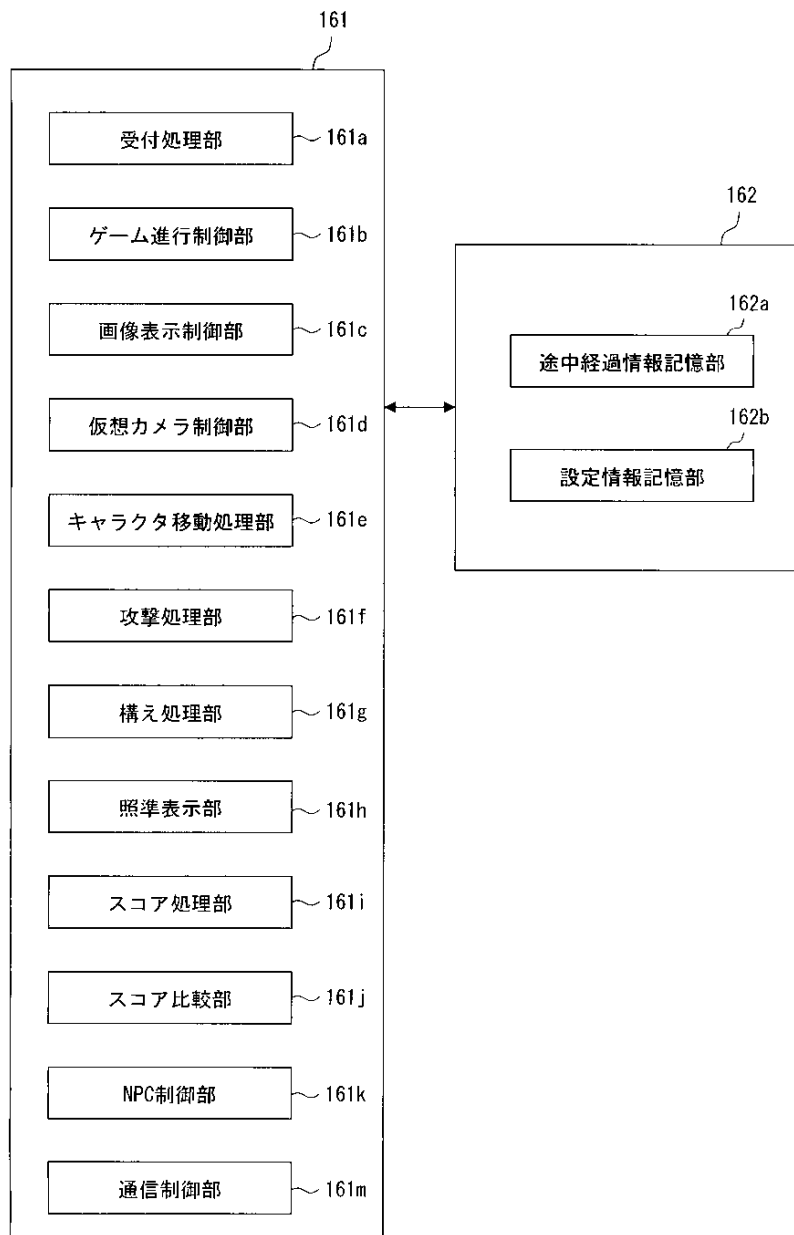 161
受付処理部 161a
ゲーム進行制御部 161b
画像表示制御部 161c
仮想カメラ制御部 161d
キャラクタ移動処理部 161e
攻撃処理部 161f
構え処理部 161g
照準表示部 161h
スコア処理部 161i
スコア比較部 161j
NPC制御部 161k
通信制御部 161m
162
162a
途中経過情報記憶部
162b
設定情報記憶部